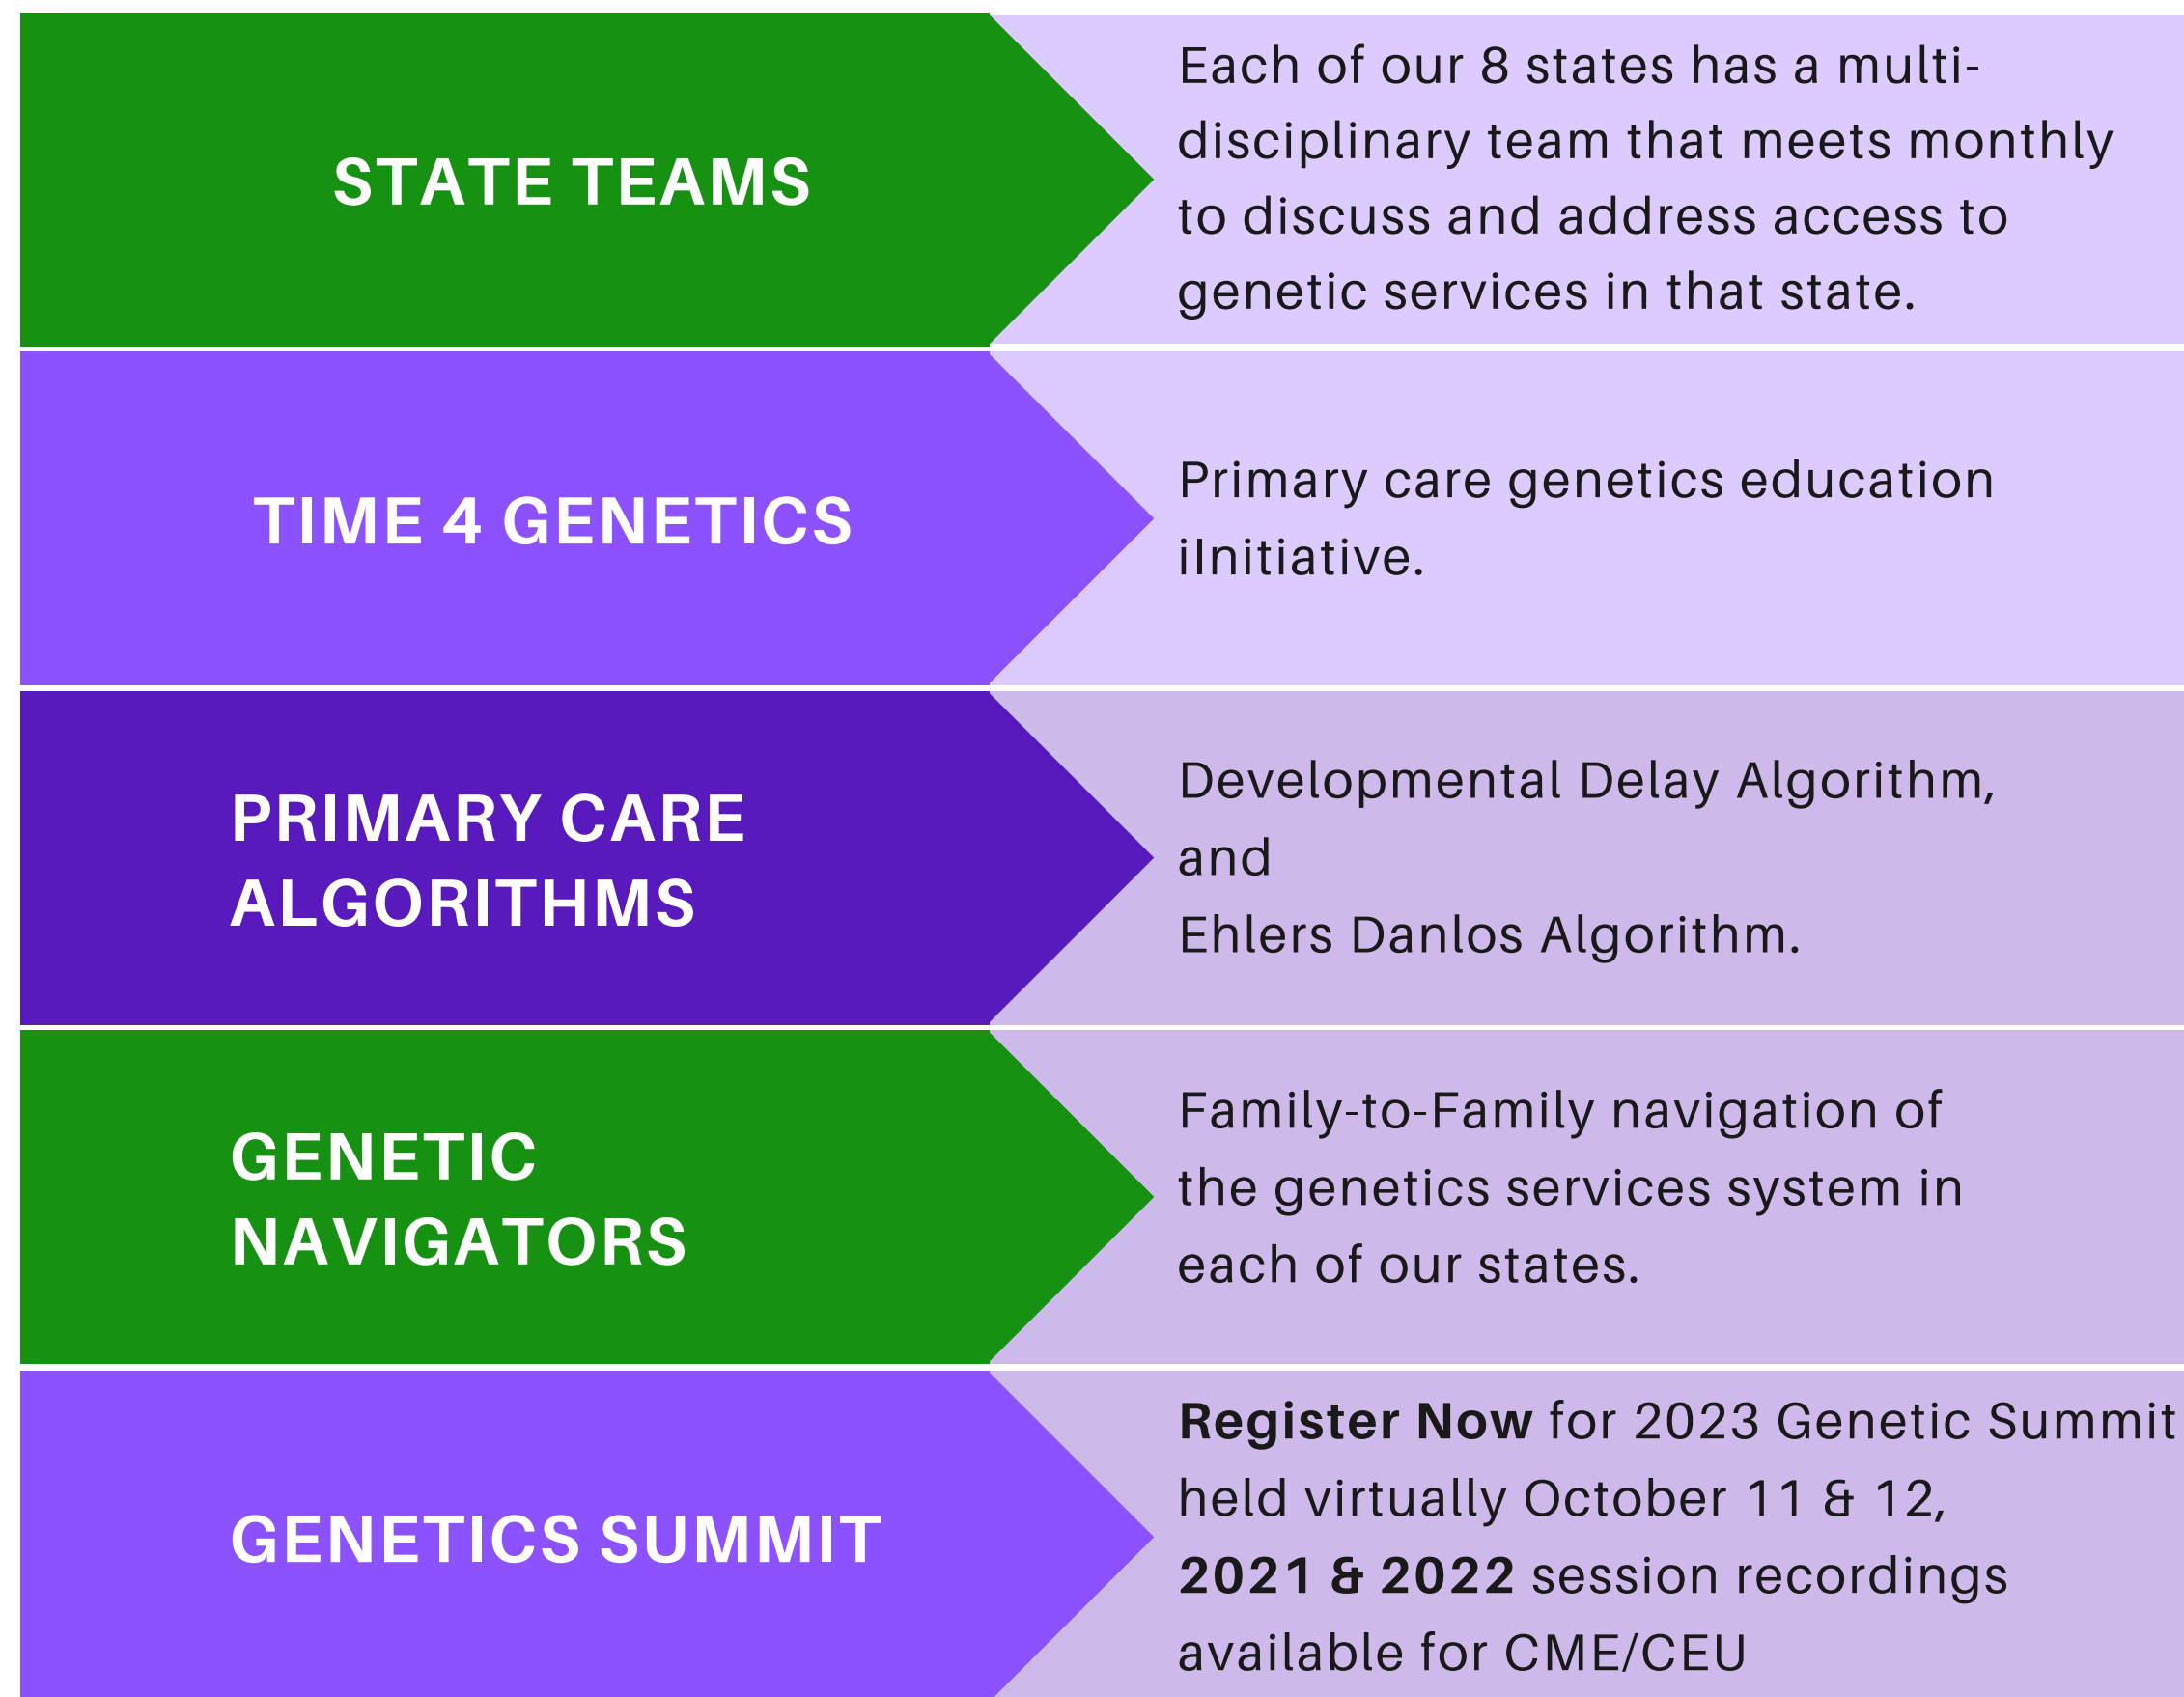 STATE TEAMS
Each of our 8 states has a multi-
disciplinary team that meets monthly
to discuss and address access to
genetic services in that state.
TIME 4 GENETICS
Primary care genetics education
iInitiative.
PRIMARY CARE
ALGORITHMS
Developmental Delay Algorithm,
and
Ehlers Danlos Algorithm.
GENETIC
NAVIGATORS
Family-to-Family navigation of
the genetics services system in
each of our states.
GENETICS SUMMIT
Register Now for 2023 Genetic Summit
held virtually October 11 & 12,
2021 & 2022 session recordings
available for CME/CEU